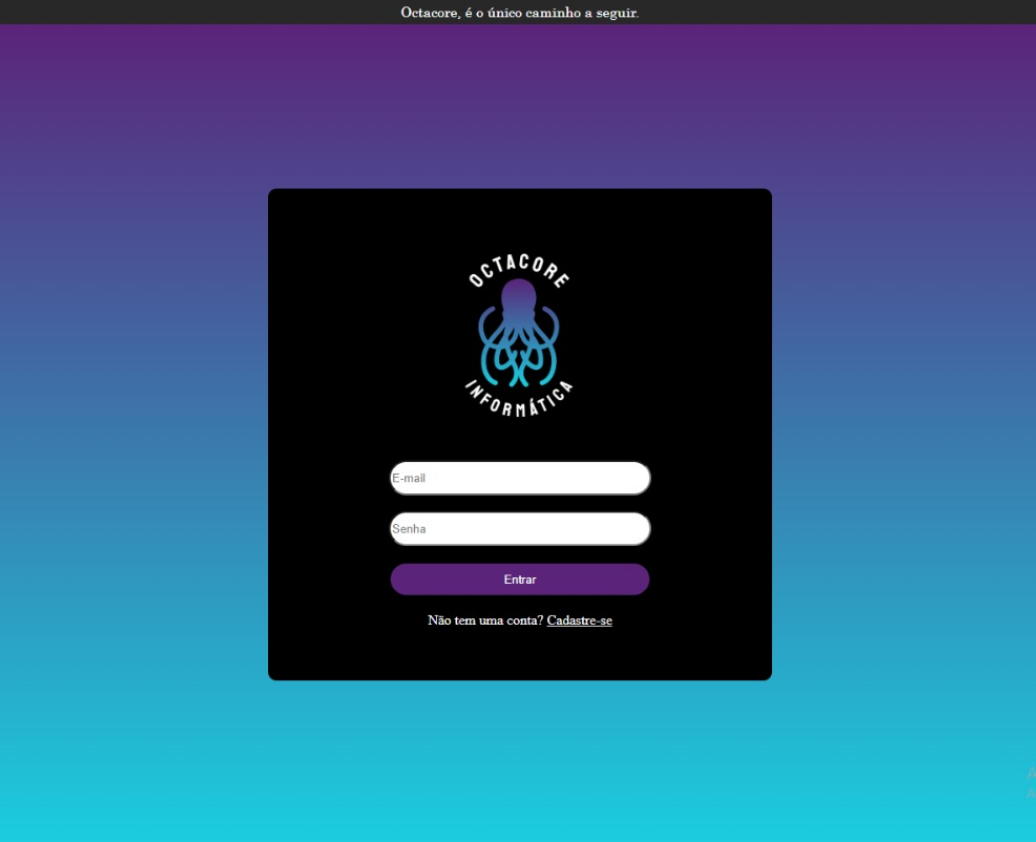 Octacore, é o único caminho a seguir.
OCTACORE
INFORMÁTICA
E-mail
Senha
Entrar
Não tem uma conta? Cadastre-se